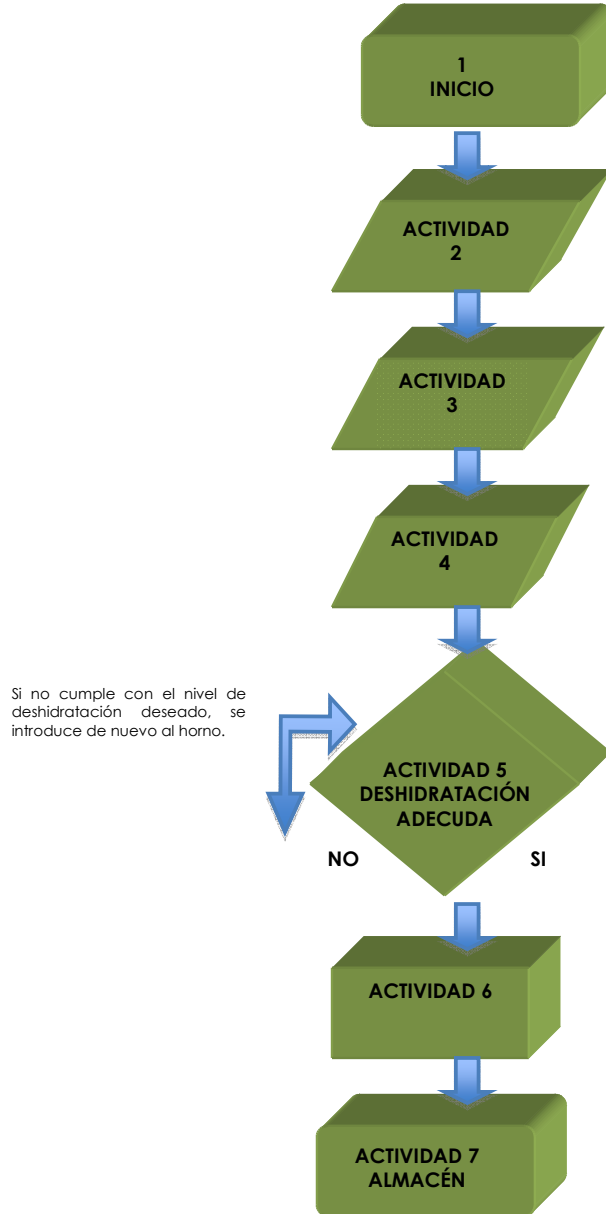 1
INICIO
ACTIVIDAD
2
ACTIVIDAD
3
ACTIVIDAD
4
Si no cumple con el nivel de
deshidratación deseado, se
introduce de nuevo al horno.
ACTIVIDAD 5
DESHIDRATACIÓN
ADECUDA
NO
SI
ACTIVIDAD 6
ACTIVIDAD 7
ALMACÉN